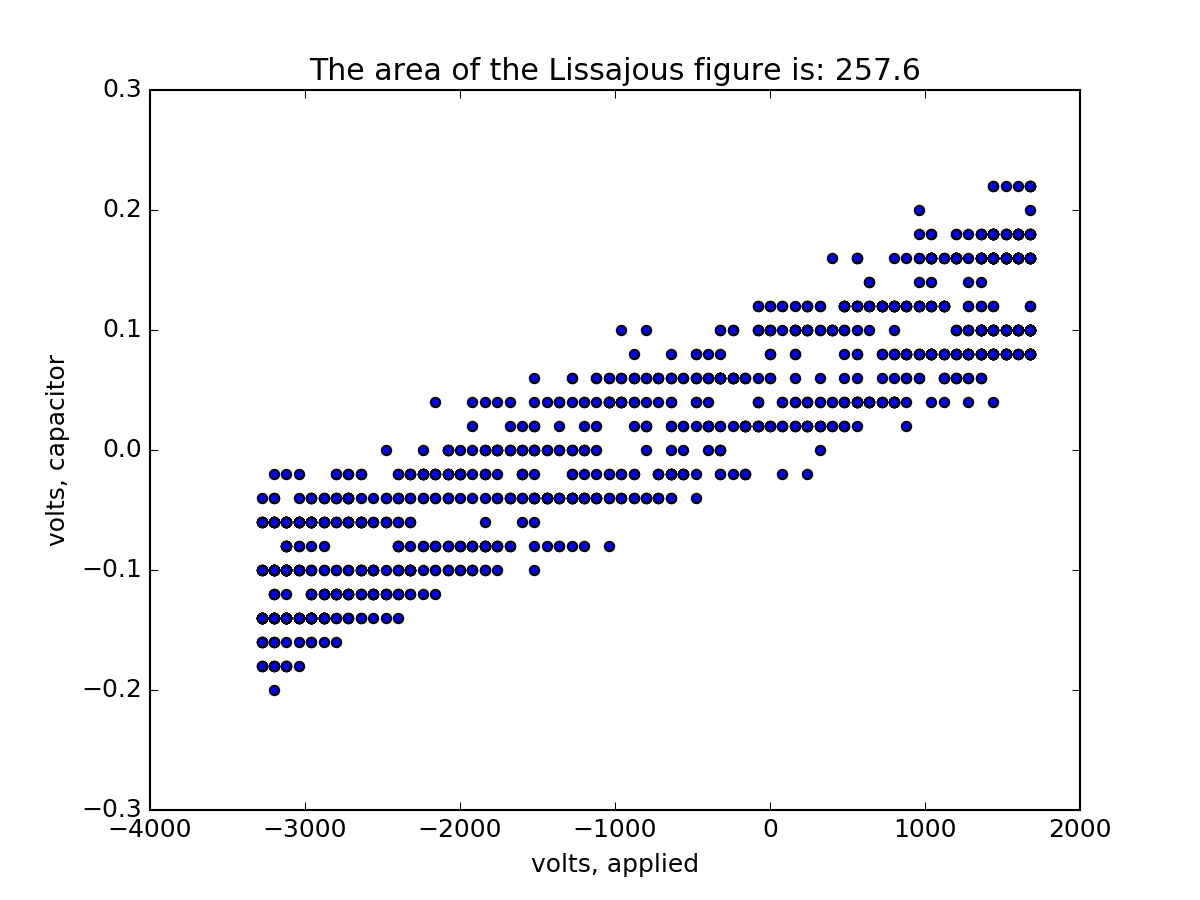 The area of the Lissajous figure is: 257.6
0.3
0.2
0.1
0.0
−0.1
−0.2
−0.3
volts, capacitor
−4000 −3000 −2000 −1000 0 1000 2000
volts, applied